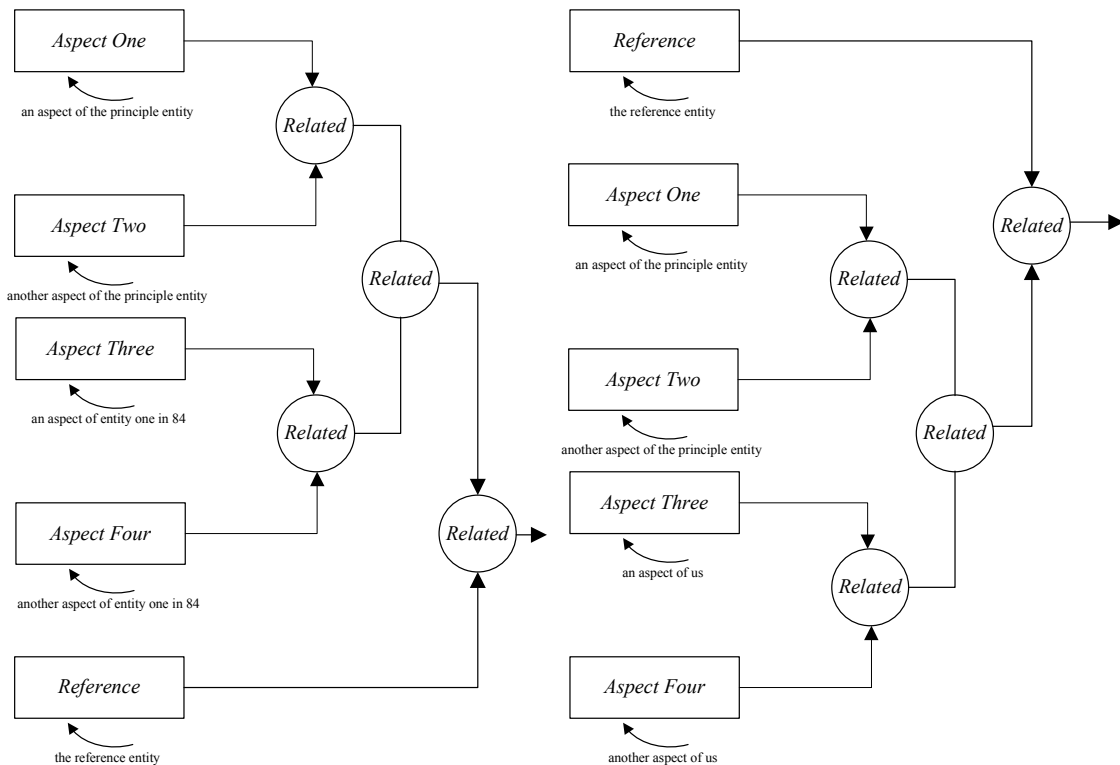 Aspect One
an aspect of the principle entity
Related
Aspect Two
another aspect of the principle entity
Related
Aspect Three
an aspect of entity one in 84
Related
Aspect Four
another aspect of entity one in 84
Related
Reference
the reference entity
Reference
the reference entity
Related
Aspect One
an aspect of the principle entity
Related
Aspect Two
another aspect of the principle entity
Related
Aspect Three
an aspect of us
Related
Aspect Four
another aspect of us